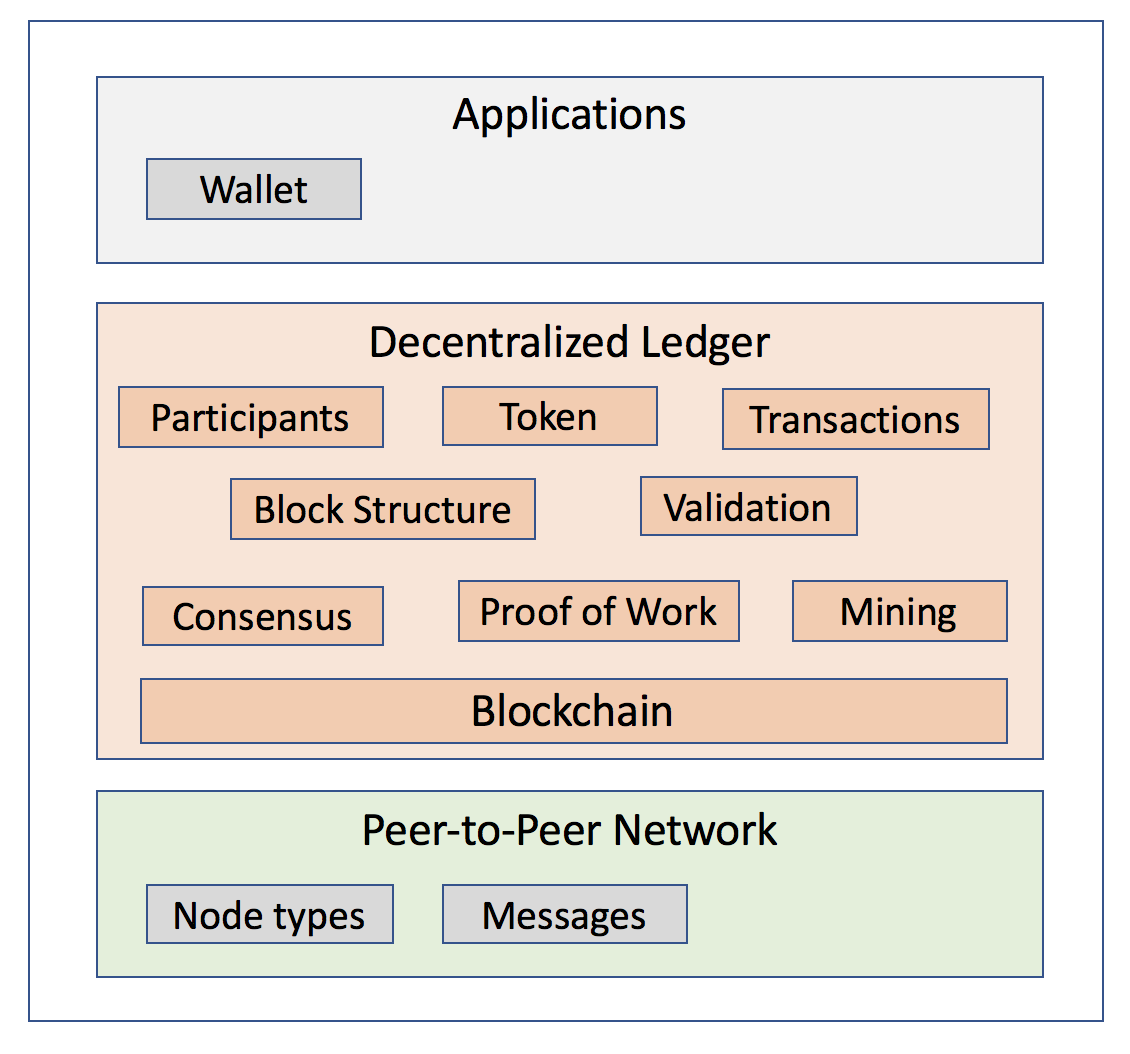 Applications
Wallet
Decentralized Ledger
Participants
Token
Transactions
Block Structure
Validation
Consensus
Proof of Work
Mining
Blockchain
Peer-to-Peer Network
Node types
Messages